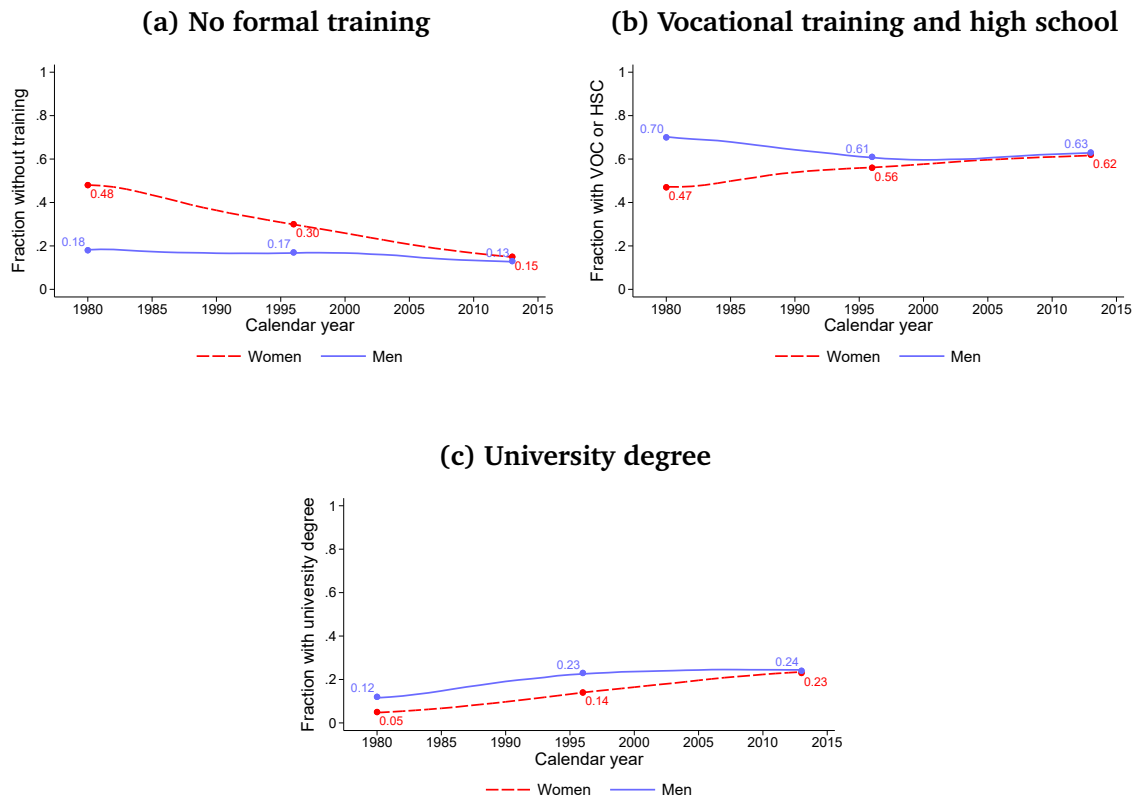 (a) No formal training
Fraction without training
1
.8
.6
.4
.2
0
0.48
0.30
0.15
0.18
0.17
0.13
1980 1985 1990 1995 2000 2005 2010 2015
Calendar year
Women Men
(b) Vocational training and high school
Fraction with VOC or HSC
1
.8
.6
.4
.2
0
0.70
0.61
0.63
0.47
0.56
0.62
1980 1985 1990 1995 2000 2005 2010 2015
Calendar year
Women Men
(c) University degree
Fraction with university degree
1
.8
.6
.4
.2
0
0.12
0.23
0.24
0.05
0.14
0.23
1980 1985 1990 1995 2000 2005 2010 2015
Calendar year
Women Men